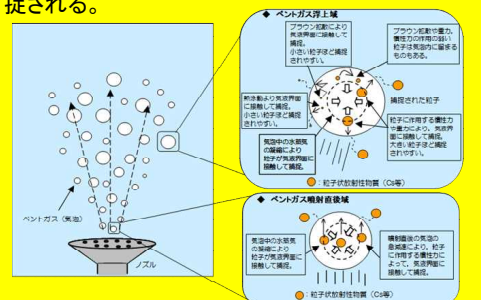 捉される。
◆ ベントガス浮上域
ブラウン拡散により
気液界面に接触して
捕捉。
小さい粒子ほど捕捉
されやすい。
ブラウン拡散や重力、
慣性力の作用の弱い
粒子は気泡内に留まる
ものもある。
熱泳動より気液界面
に接触して捕捉。
小さい粒子ほど捕捉
されやすい。
捕捉された粒子
気泡中の水蒸気
の凝縮により
粒子が気液界面に
接触して捕捉。
粒子に作用する慣性力
や重力により、気液界
面に接触して捕捉。
大きい粒子ほど捕捉
されやすい。
:粒子状放射性物質(Cs等)
ベントガス(気泡)
ノズル
◆ ベントガス噴射直後域
気泡中の水蒸気
の凝縮により
粒子が気液界面に
接触して捕捉。
噴射直後の気泡の
急減速により、粒子
に作用する慣性力に
よって、気液界面に
接触して捕捉。
:粒子状放射性物質(Cs等)